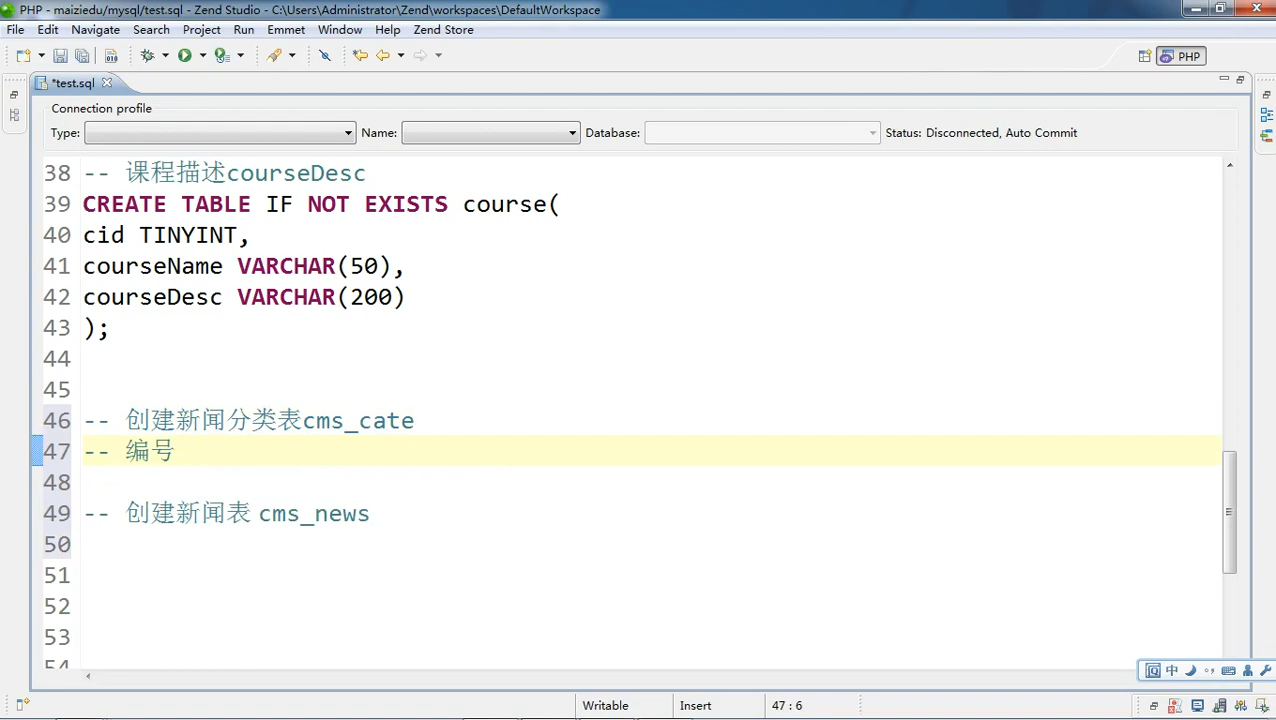 PHP - maiziedu/mysql/test.sql - Zend Studio - C:\Users\Administrator\Zend\workspaces\DefaultWorkspace
File Edit Navigate Search Project Run Emmet Window Help Zend Store
PHP
*test.sql
Connection profile
Type: Name: Database: Status: Disconnected, Auto Commit
38 -- 课程描述courseDesc
39 CREATE TABLE IF NOT EXISTS course(
40 cid TINYINT,
41 courseName VARCHAR(50),
42 courseDesc VARCHAR(200)
43 );
44
45
46 -- 创建新闻分类表cms_cate
47 -- 编号
48
49 -- 创建新闻表 cms_news
50
51
52
53
54
中
Writable Insert 47 : 6